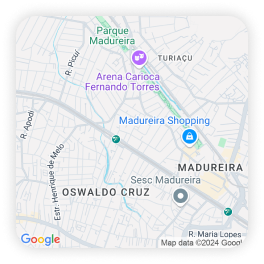 Parque
Madureira
TURIAÇU
R. Picuí
Arena Carioca
Fernando Torres
R. Apodi
Madureira Shopping
Estr. Henrique de Melo
MADUREIRA
Sesc Madureira
OSWALDO CRUZ
R. Maria Lopes
Google
Map data ©2024 Googl